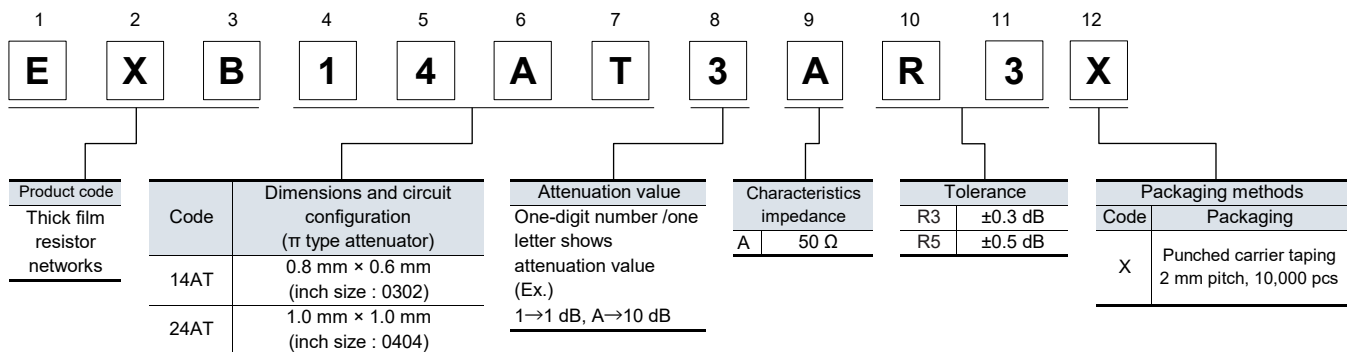 1 2 3 4 5 6 7 8 9 10 11 12
E X B 1 4 A T 3 A R 3 X
Product code
Thick film
resistor
networks
Code
Dimensions and circuit
configuration
(π type attenuator)
14AT
0.8 mm × 0.6 mm
(inch size : 0302)
24AT
1.0 mm × 1.0 mm
(inch size : 0404)
Attenuation value
One-digit number /one
letter shows
attenuation value
(Ex.)
1→1 dB, A→10 dB
Characteristics
impedance
A 50 Ω
Tolerance
R3 ±0.3 dB
R5 ±0.5 dB
Packaging methods
Code Packaging
X
Punched carrier taping
2 mm pitch, 10,000 pcs